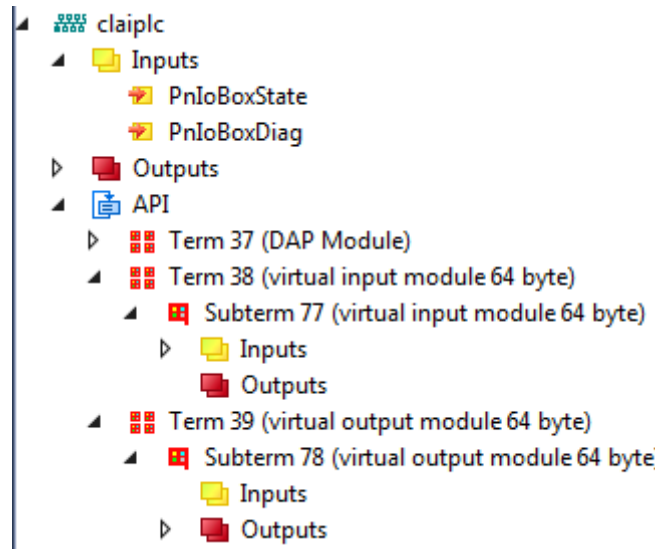 claiplc
Inputs
PnIoBoxState
PnIoBoxDiag
Outputs
API
Term 37 (DAP Module)
Term 38 (virtual input module 64 byte)
Subterm 77 (virtual input module 64 byte)
Inputs
Outputs
Term 39 (virtual output module 64 byte)
Subterm 78 (virtual output module 64 byte)
Inputs
Outputs